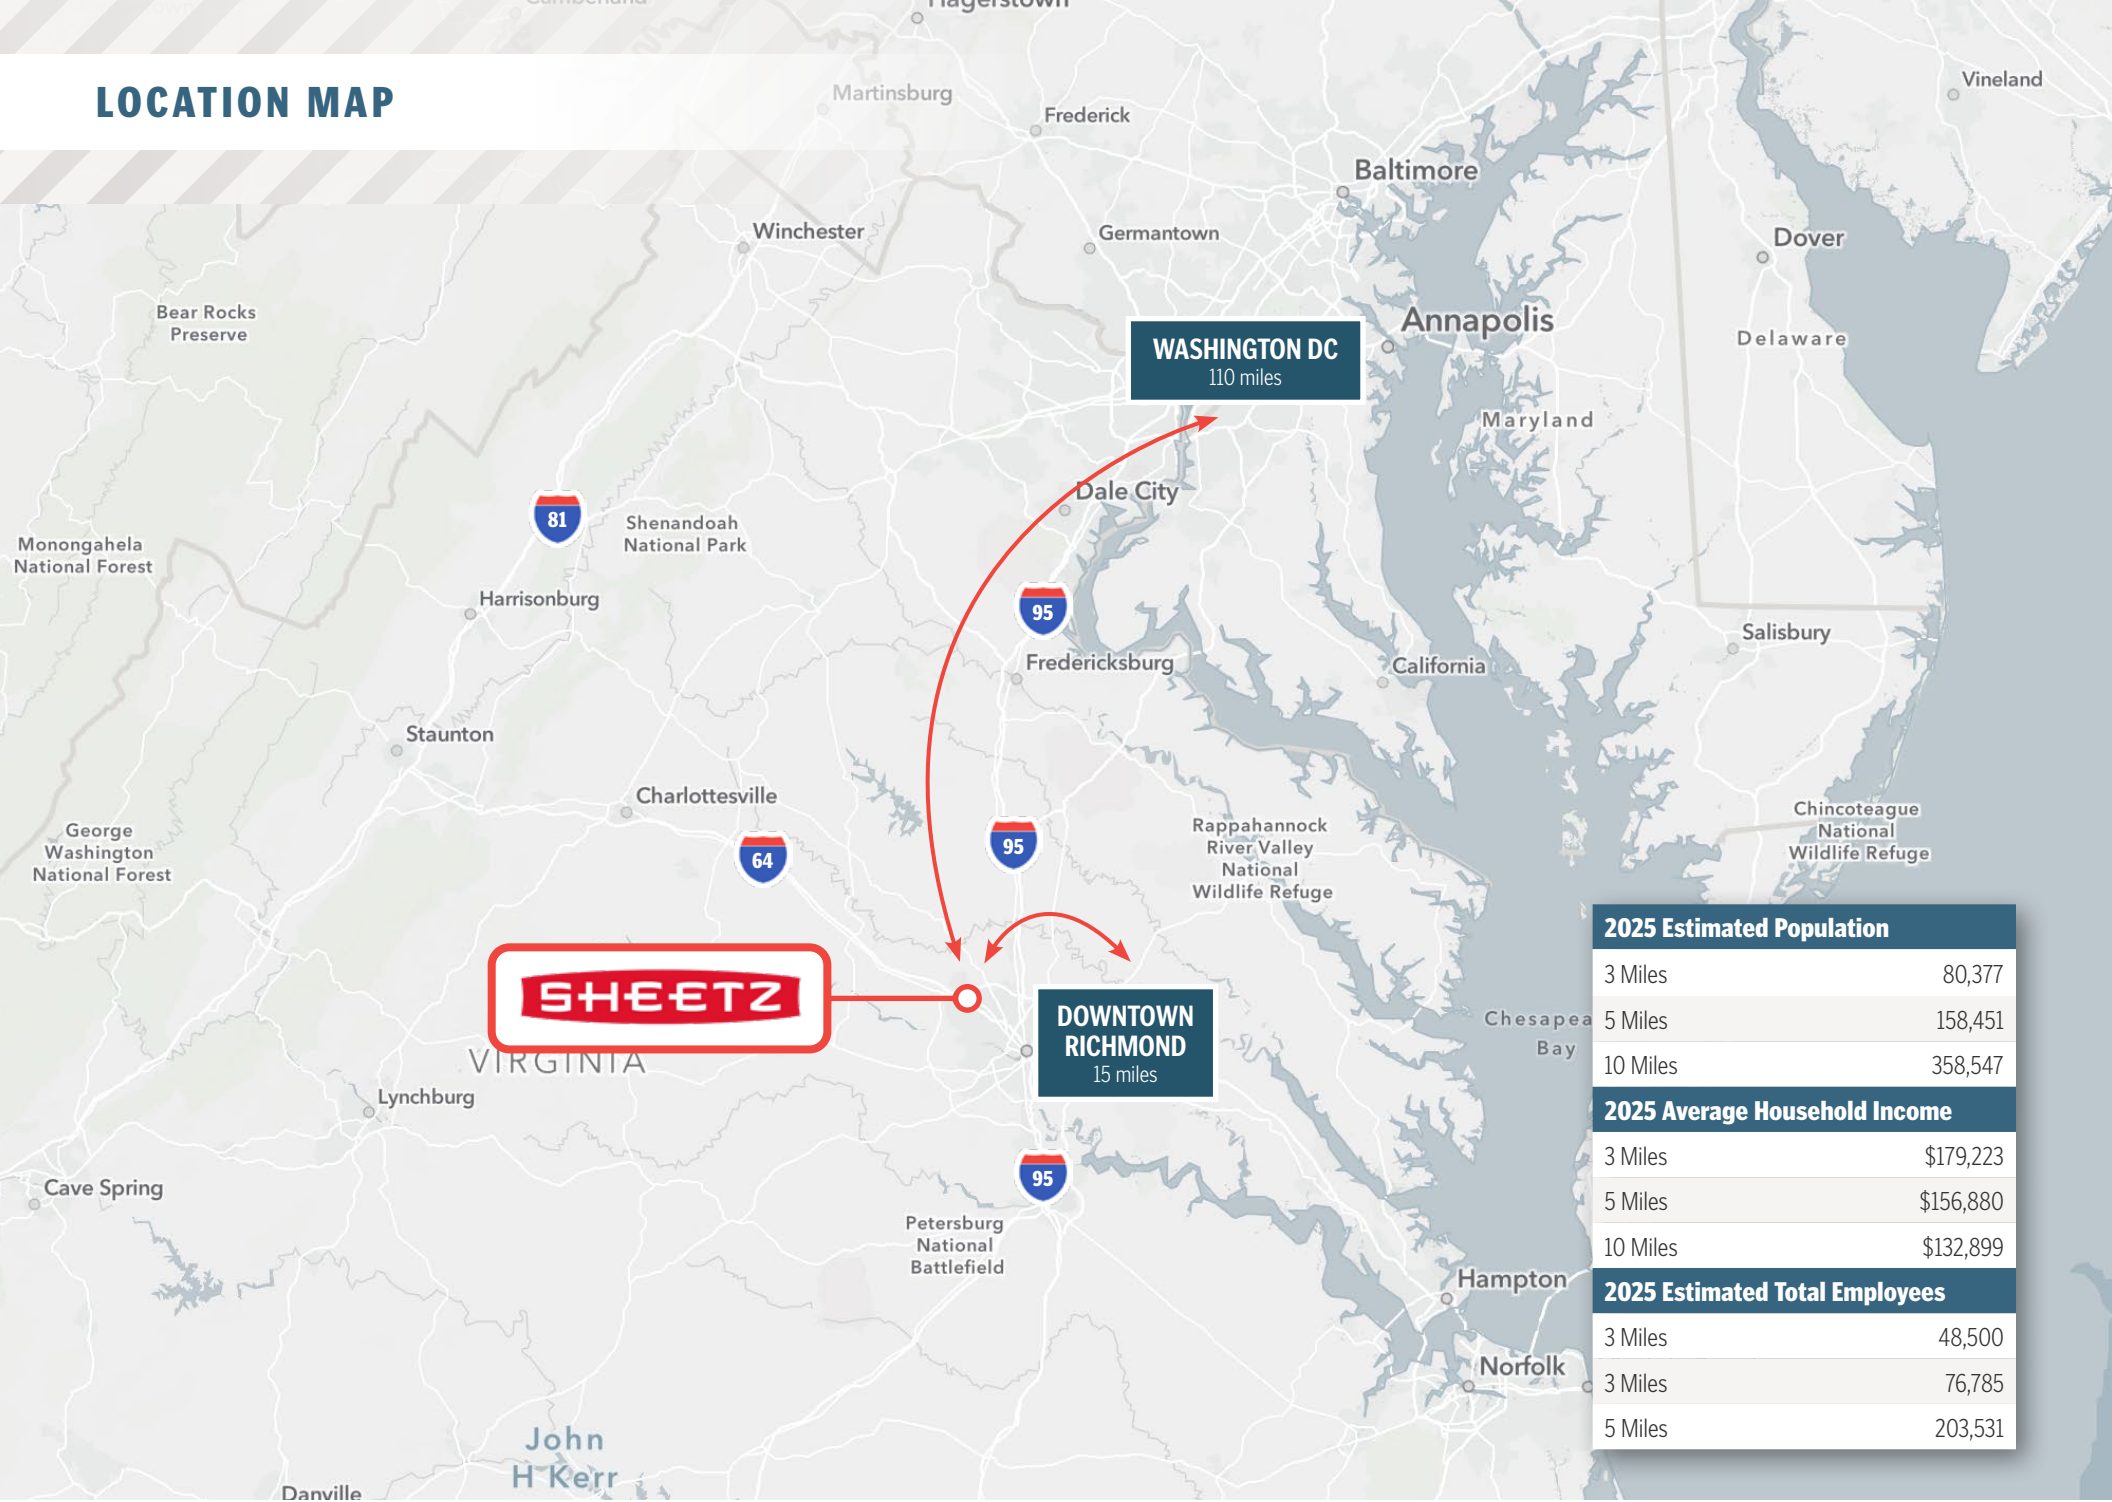 Cumberland
Hagerstown
LOCATION MAP
Martinsburg
Frederick
Vineland
Baltimore
Winchester
Germantown
Dover
Bear Rocks
Preserve
Annapolis
Delaware
WASHINGTON DC
110 miles
Maryland
Dale City
81
Shenandoah
National Park
Monongahela
National Forest
Harrisonburg
95
Fredericksburg
California
Salisbury
Staunton
Charlottesville
64
95
Rappahannock
River Valley
National
Wildlife Refuge
Chincoteague
National
Wildlife Refuge
George
Washington
National Forest
SHEETZ
VIRGINIA
DOWNTOWN
RICHMOND
15 miles
Chesapea
Bay
Lynchburg
Cave Spring
95
Petersburg
National
Battlefield
Hampton
Norfolk
John
H Kerr
Danville
2025 Estimated Population
3 Miles 80,377
5 Miles 158,451
10 Miles 358,547
2025 Average Household Income
3 Miles $179,223
5 Miles $156,880
10 Miles $132,899
2025 Estimated Total Employees
3 Miles 48,500
3 Miles 76,785
5 Miles 203,531